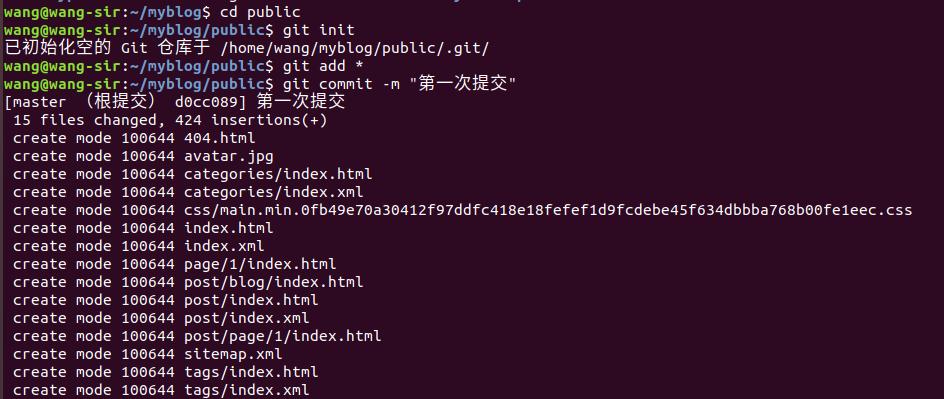 wang@wang-sir:~/myblog$ cd public
wang@wang-sir:~/myblog/public$ git init
已初始化空的 Git 仓库于 /home/wang/myblog/public/.git/
wang@wang-sir:~/myblog/public$ git add *
wang@wang-sir:~/myblog/public$ git commit -m "第一次提交"
[master （根提交） d0cc089] 第一次提交
 15 files changed, 424 insertions(+)
 create mode 100644 404.html
 create mode 100644 avatar.jpg
 create mode 100644 categories/index.html
 create mode 100644 categories/index.xml
 create mode 100644 css/main.min.0fb49e70a30412f97ddfc418e18fefef1d9fcdebe45f634dbbba768b00fe1eec.css
 create mode 100644 index.html
 create mode 100644 index.xml
 create mode 100644 page/1/index.html
 create mode 100644 post/blog/index.html
 create mode 100644 post/index.html
 create mode 100644 post/index.xml
 create mode 100644 post/page/1/index.html
 create mode 100644 sitemap.xml
 create mode 100644 tags/index.html
 create mode 100644 tags/index.xml